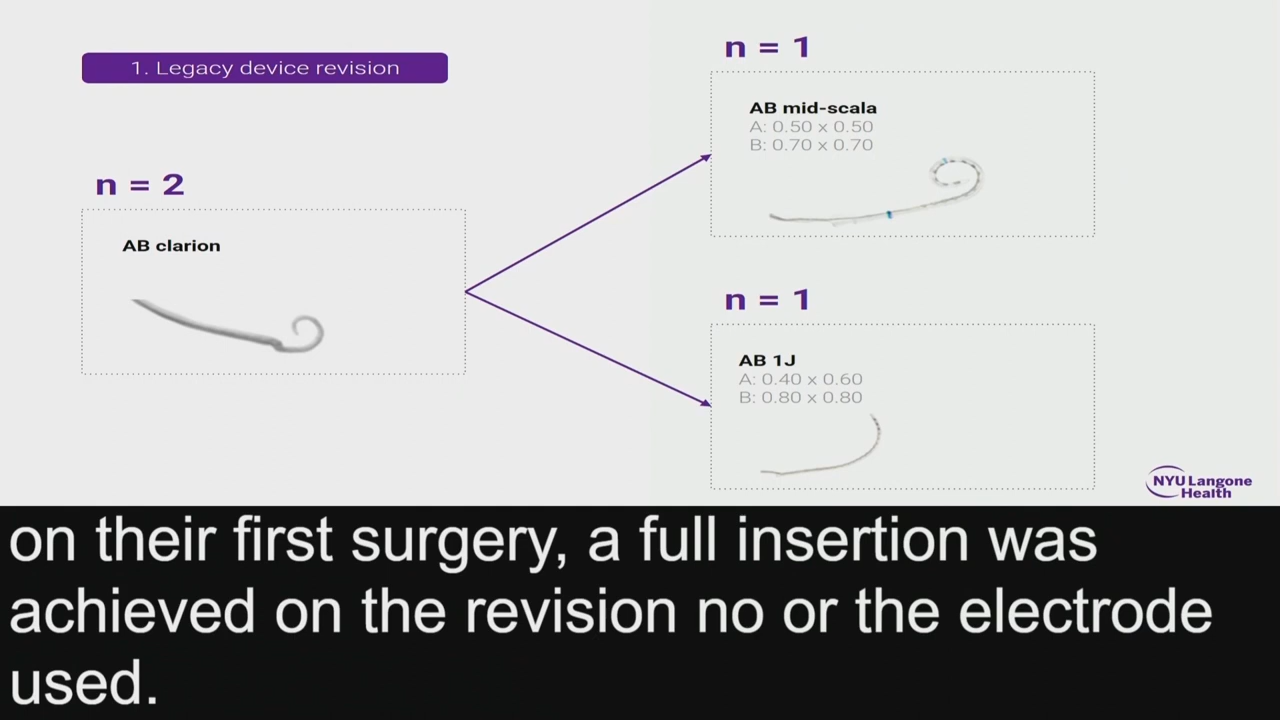 1. Legacy device revision
n = 2
AB clarion
n = 1
AB mid-scala
A: 0.50 x 0.50
B: 0.70 x 0.70
n = 1
AB 1J
A: 0.40 x 0.60
B: 0.80 x 0.80
NYU Langone
Health
on their first surgery, a full insertion was
achieved on the revision no or the electrode
used.